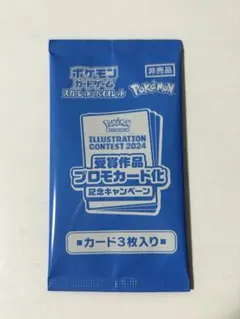 ポケモン
カードゲーム
スカーレット&バイオレット
非売品
Pokémon
Pokémon
ILLUSTRATION
CONTEST 2024
受賞作品
プロモカード化
記念キャンペーン
■カード3枚入り■